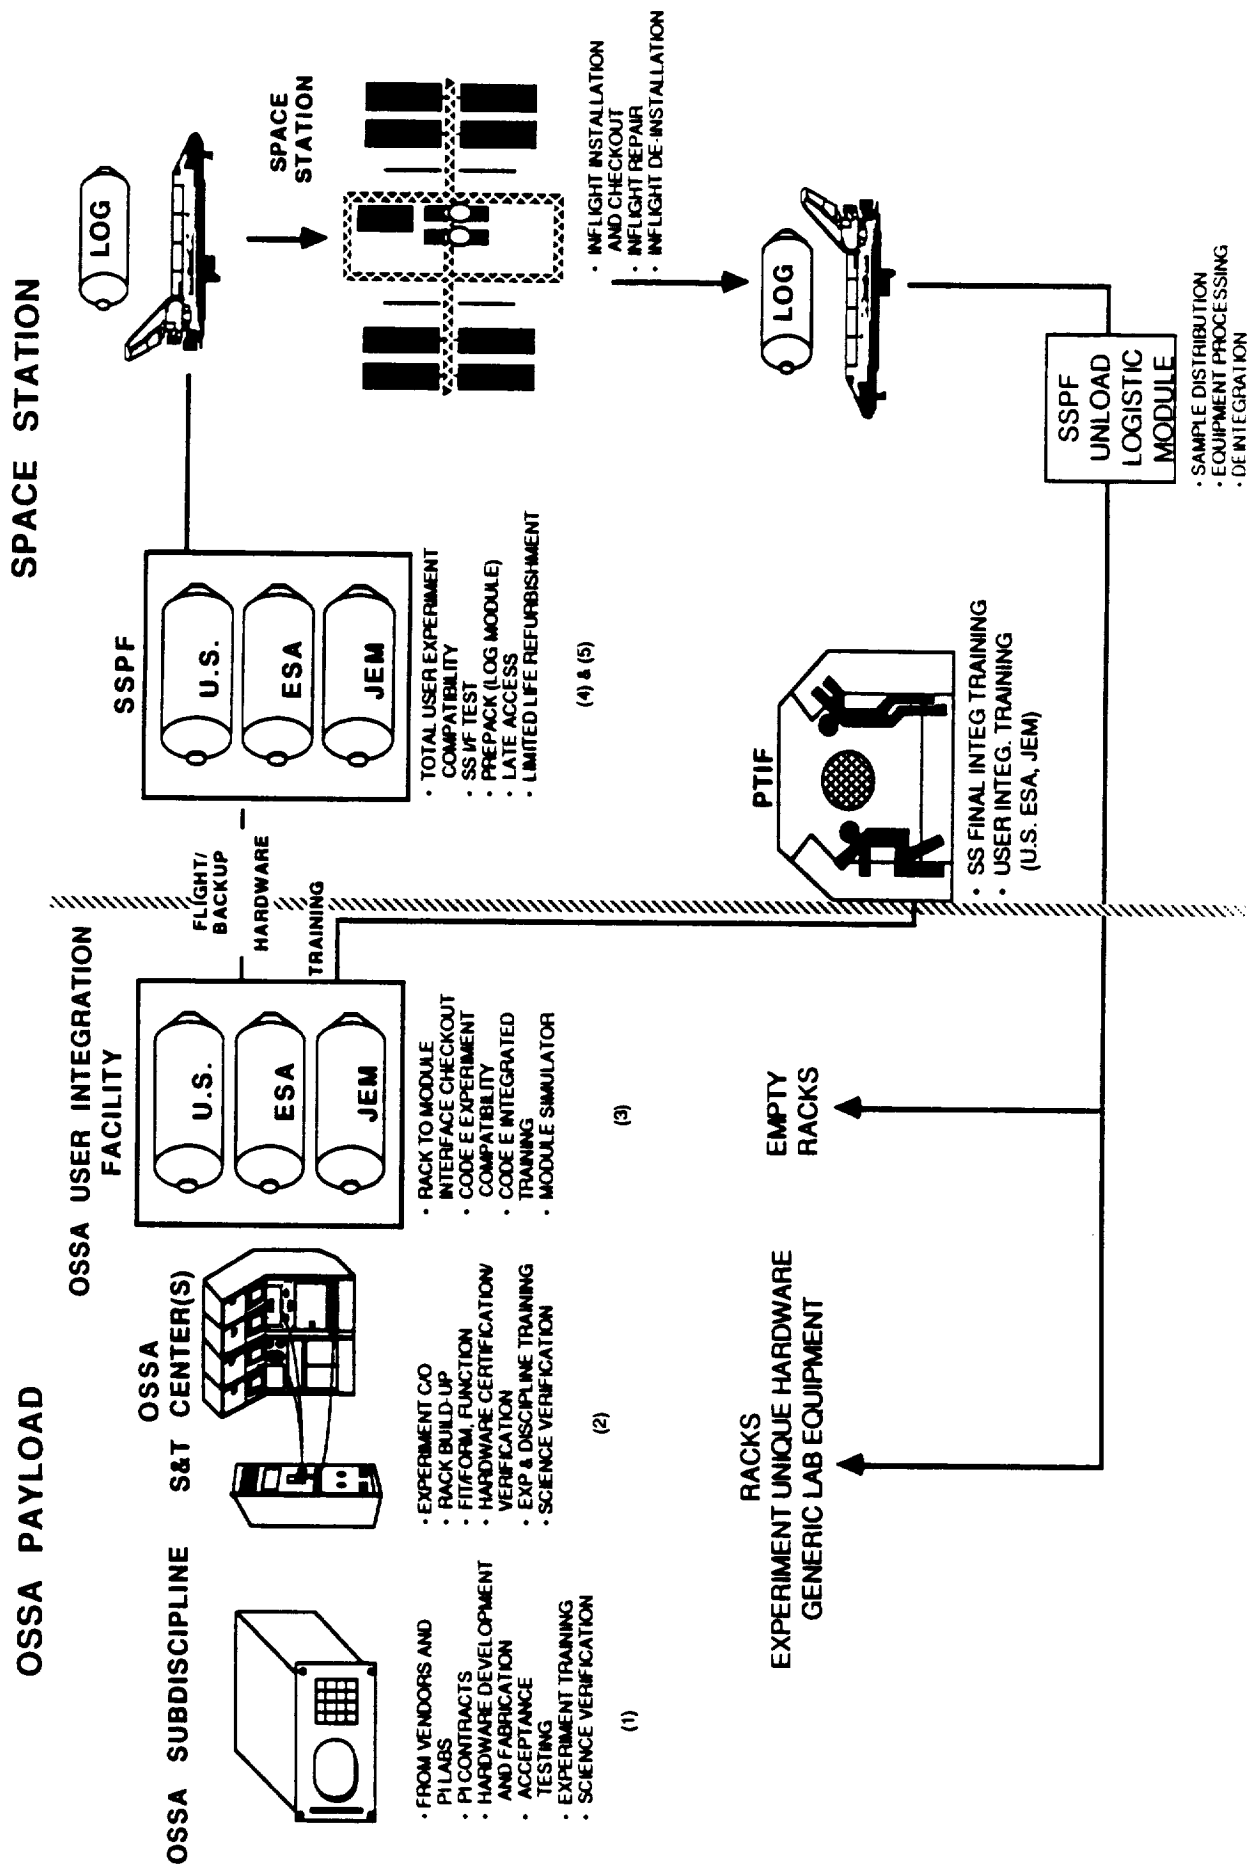 OSSA PAYLOAD
SPACE STATION
OSSA SUBDISCIPLINE
· FROM VENDORS AND
PI LABS
· PI CONTRACTS
· HARDWARE DEVELOPMENT
AND FABRICATION
· ACCEPTANCE
TESTING
· EXPERIMENT TRAINING
· SCIENCE VERIFICATION
(1)
OSSA
S&T CENTER(S)
· EXPERIMENT C/O
· RACK BUILD-UP
· FIT/FORM, FUNCTION
· HARDWARE CERTIFICATION/
VERIFICATION
· EXP & DISCIPLINE TRAINING
· SCIENCE VERIFICATION
(2)
OSSA USER INTEGRATION
FACILITY
U.S.
ESA
JEM
· RACK TO MODULE
INTERFACE CHECKOUT
· CODE E EXPERIMENT
COMPATIBILITY
· CODE E INTEGRATED
TRAINING
· MODULE SIMULATOR
(3)
FLIGHT/
BACKUP
HARDWARE
TRAINING
SSPF
U.S.
ESA
JEM
· TOTAL USER EXPERIMENT
COMPATIBILITY
· SS I/F TEST
· PREPACK (LOG MODULE)
· LATE ACCESS
· LIMITED LIFE REFURBISHMENT
(4) & (5)
LOG
SPACE
STATION
· INFLIGHT INSTALLATION
AND CHECKOUT
· INFLIGHT REPAIR
· INFLIGHT DE-INSTALLATION
LOG
PTIF
· SS FINAL INTEG TRAINING
· USER INTEG. TRAINING
(U.S. ESA, JEM)
SSPF
UNLOAD
LOGISTIC
MODULE
· SAMPLE DISTRIBUTION
· EQUIPMENT PROCESSING
· DEINTEGRATION
RACKS
EXPERIMENT UNIQUE HARDWARE
GENERIC LAB EQUIPMENT
EMPTY
RACKS